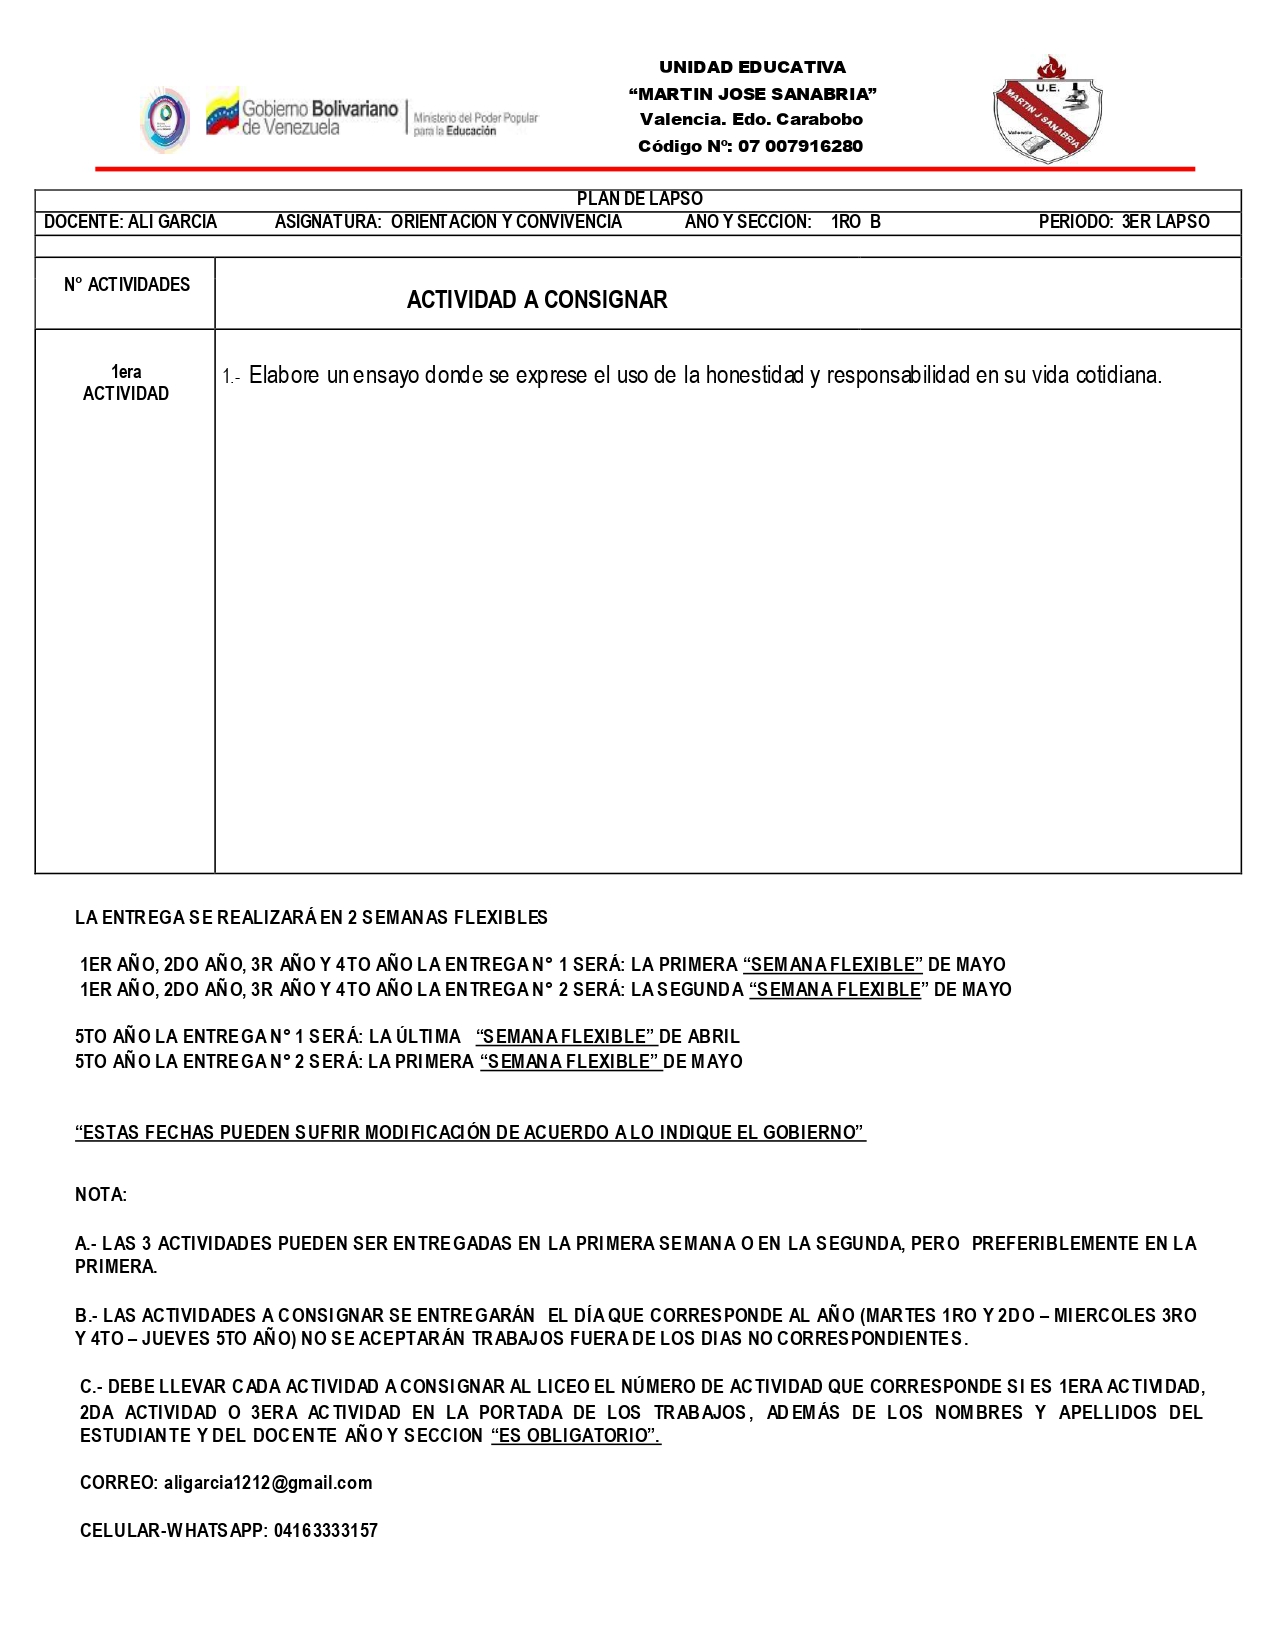 UNIDAD EDUCATIVA
“MARTIN JOSE SANABRIA”
Valencia. Edo. Carabobo
Código Nº: 07 007916280
Gobierno Bolivariano
de Venezuela
Ministerio del Poder Popular
para la Educación
U.E.
MARTIN J SANABRIA
Valencia
PLAN DE LAPSO
DOCENTE: ALI GARCIA ASIGNATURA: ORIENTACION Y CONVIVENCIA ANO Y SECCION: 1RO B PERIODO: 3ER LAPSO
N° ACTIVIDADES
ACTIVIDAD A CONSIGNAR
1era
ACTIVIDAD
1.- Elabore un ensayo donde se exprese el uso de la honestidad y responsabilidad en su vida cotidiana.
LA ENTREGA SE REALIZARÁ EN 2 SEMANAS FLEXIBLES
1ER AÑO, 2DO AÑO, 3R AÑO Y 4TO AÑO LA ENTREGA N° 1 SERÁ: LA PRIMERA “SEMANA FLEXIBLE” DE MAYO
1ER AÑO, 2DO AÑO, 3R AÑO Y 4TO AÑO LA ENTREGA N° 2 SERÁ: LA SEGUNDA “SEMANA FLEXIBLE” DE MAYO
5TO AÑO LA ENTREGA N° 1 SERÁ: LA ÚLTIMA “SEMANA FLEXIBLE” DE ABRIL
5TO AÑO LA ENTREGA N° 2 SERÁ: LA PRIMERA “SEMANA FLEXIBLE” DE MAYO
“ESTAS FECHAS PUEDEN SUFRIR MODIFICACIÓN DE ACUERDO A LO INDIQUE EL GOBIERNO”
NOTA:
A.- LAS 3 ACTIVIDADES PUEDEN SER ENTREGADAS EN LA PRIMERA SEMANA O EN LA SEGUNDA, PERO PREFERIBLEMENTE EN LA
PRIMERA.
B.- LAS ACTIVIDADES A CONSIGNAR SE ENTREGARÁN EL DÍA QUE CORRESPONDE AL AÑO (MARTES 1RO Y 2DO – MIERCOLES 3RO
Y 4TO – JUEVES 5TO AÑO) NO SE ACEPTARÁN TRABAJOS FUERA DE LOS DIAS NO CORRESPONDIENTES.
C.- DEBE LLEVAR CADA ACTIVIDAD A CONSIGNAR AL LICEO EL NÚMERO DE ACTIVIDAD QUE CORRESPONDE SI ES 1ERA ACTIVIDAD,
2DA ACTIVIDAD O 3ERA ACTIVIDAD EN LA PORTADA DE LOS TRABAJOS, ADEMÁS DE LOS NOMBRES Y APELLIDOS DEL
ESTUDIANTE Y DEL DOCENTE AÑO Y SECCION “ES OBLIGATORIO”.
CORREO: aligarcia1212@gmail.com
CELULAR-WHATSAPP: 04163333157